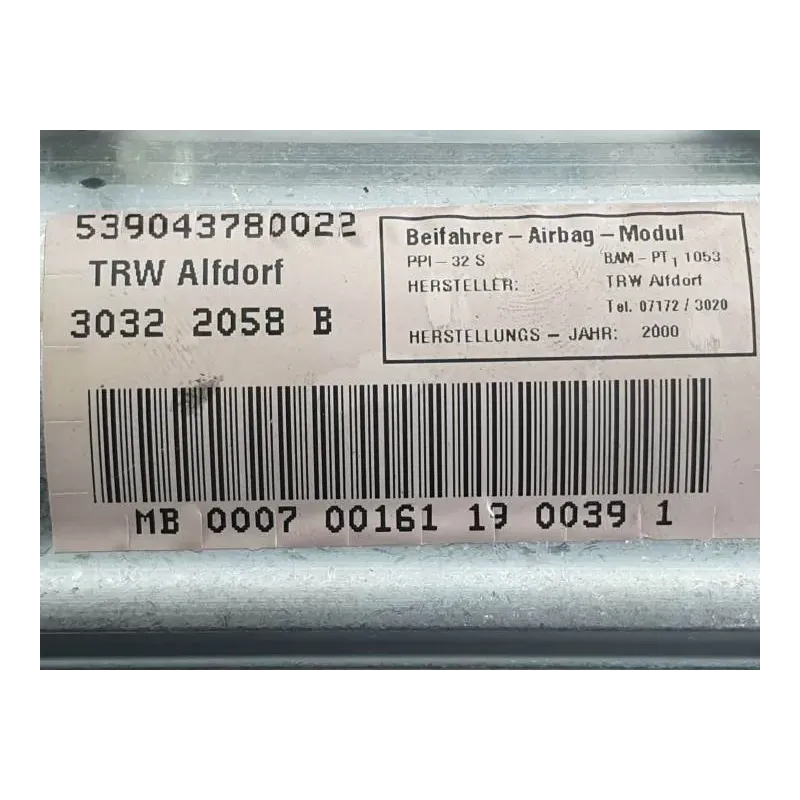 539043780022
TRW Alfdorf
3032 2058 B
Beifahrer - Airbag - Modul
PPI - 32 S BAM - PT₁ 1053
HERSTELLER: TRW Alfdorf
Tel. 07172 / 3020
HERSTELLUNGS - JAHR: 2000
MB 0007 00161 19 0039 1